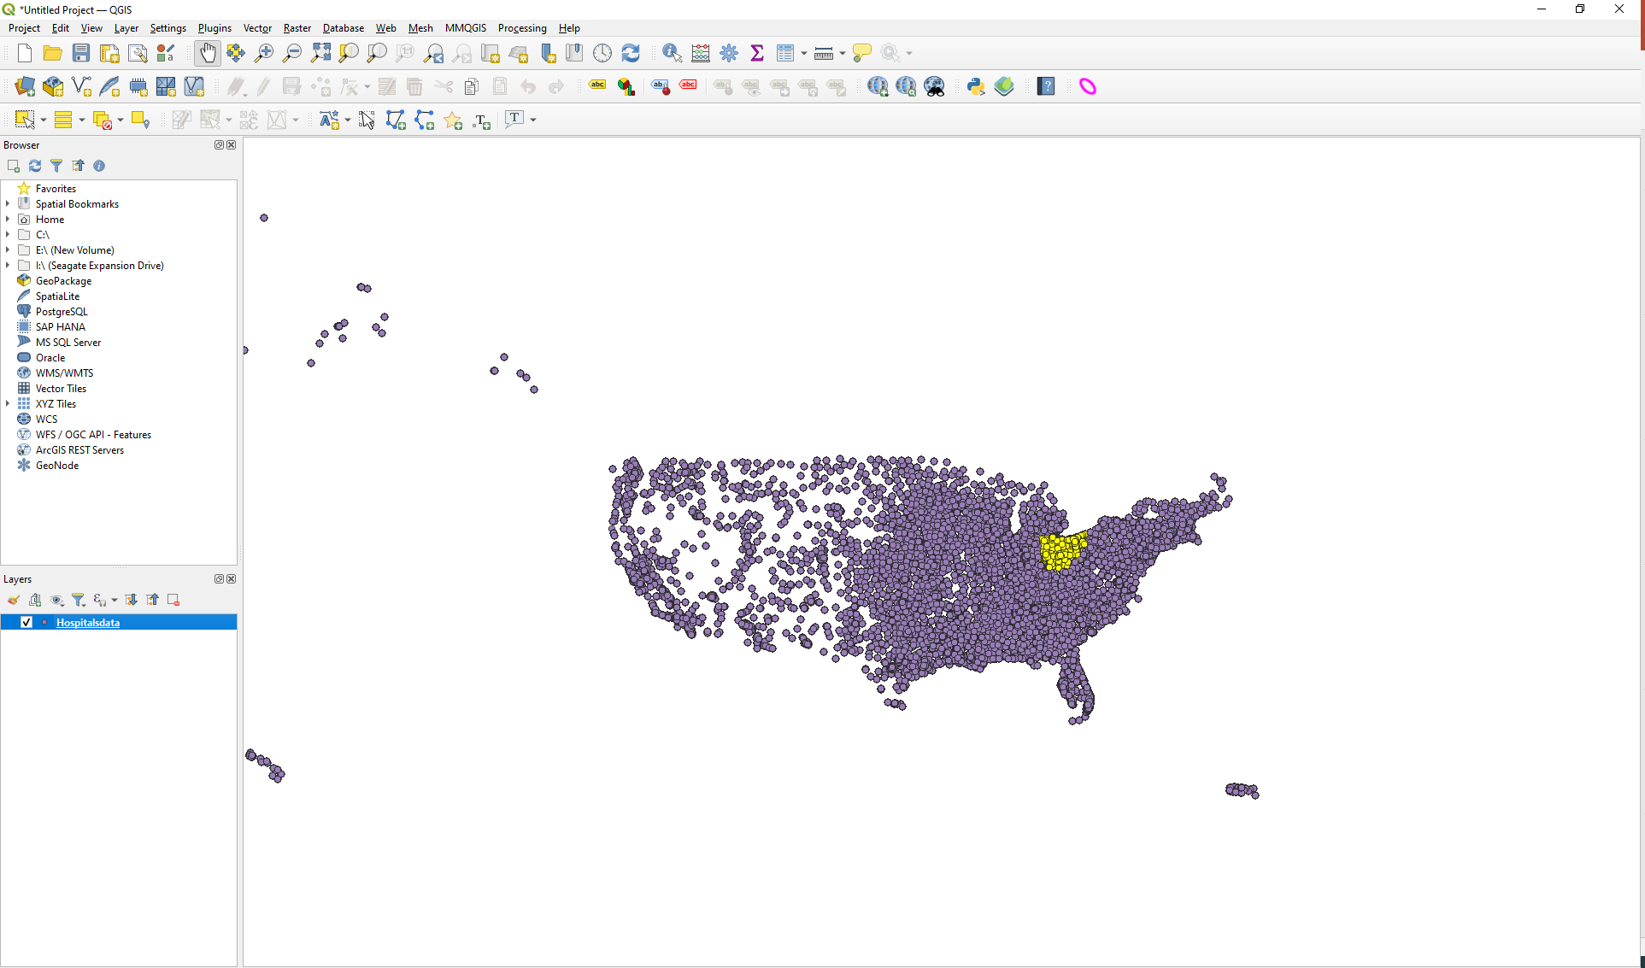 *Untitled Project — QGIS
Project Edit View Layer Settings Plugins Vector Raster Database Web Mesh MMQGIS Processing Help
Browser
Favorites
Spatial Bookmarks
Home
C:\
E:\ (New Volume)
I:\ (Seagate Expansion Drive)
GeoPackage
SpatiaLite
PostgreSQL
SAP HANA
MS SQL Server
Oracle
WMS/WMTS
Vector Tiles
XYZ Tiles
WCS
WFS / OGC API - Features
ArcGIS REST Servers
GeoNode
Layers
Hospitalsdata